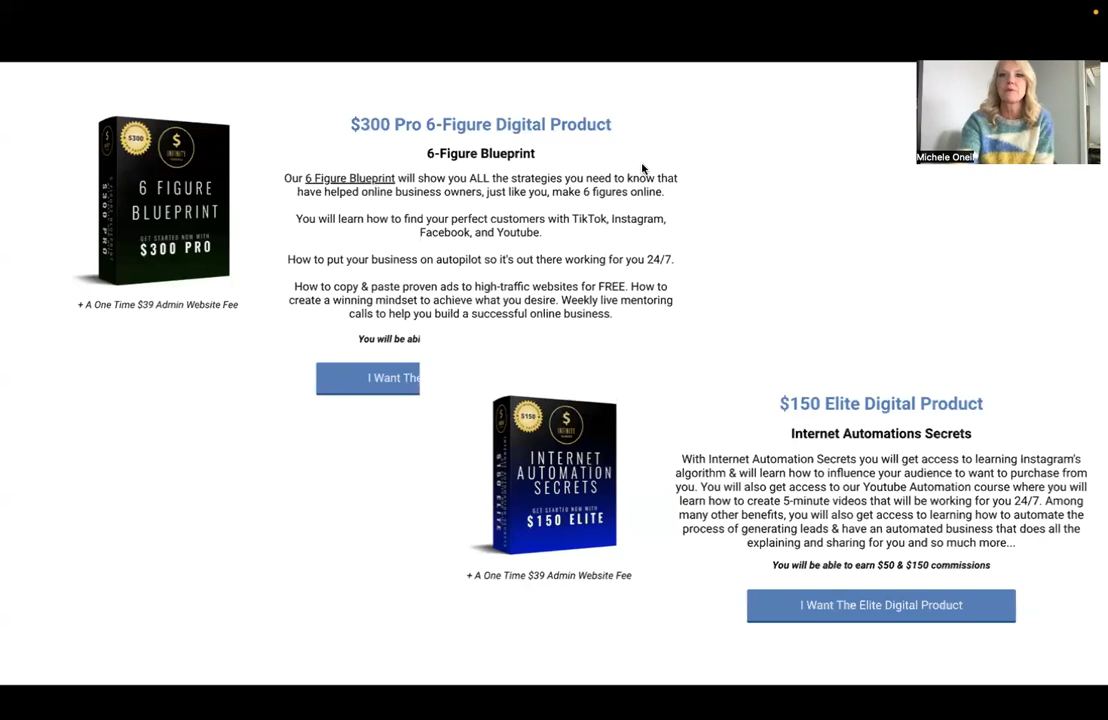 Michele Oneil
$300 Pro 6-Figure Digital Product
6-Figure Blueprint
Our 6 Figure Blueprint will show you ALL the strategies you need to know that
have helped online business owners, just like you, make 6 figures online.
You will learn how to find your perfect customers with TikTok, Instagram,
Facebook, and Youtube.
How to put your business on autopilot so it's out there working for you 24/7.
How to copy & paste proven ads to high-traffic websites for FREE. How to
create a winning mindset to achieve what you desire. Weekly live mentoring
calls to help you build a successful online business.
You will be abl
I Want The
$300
$
6 FIGURE
BLUEPRINT
GET STARTED NOW WITH
$300 PRO
+ A One Time $39 Admin Website Fee
$150
$
INTERNET
AUTOMATION
SECRETS
GET STARTED NOW WITH
$150 ELITE
+ A One Time $39 Admin Website Fee
$150 Elite Digital Product
Internet Automations Secrets
With Internet Automation Secrets you will get access to learning Instagram's
algorithm & will learn how to influence your audience to want to purchase from
you. You will also get access to our Youtube Automation course where you will
learn how to create 5-minute videos that will be working for you 24/7. Among
many other benefits, you will also get access to learning how to automate the
process of generating leads & have an automated business that does all the
explaining and sharing for you and so much more...
You will be able to earn $50 & $150 commissions
I Want The Elite Digital Product